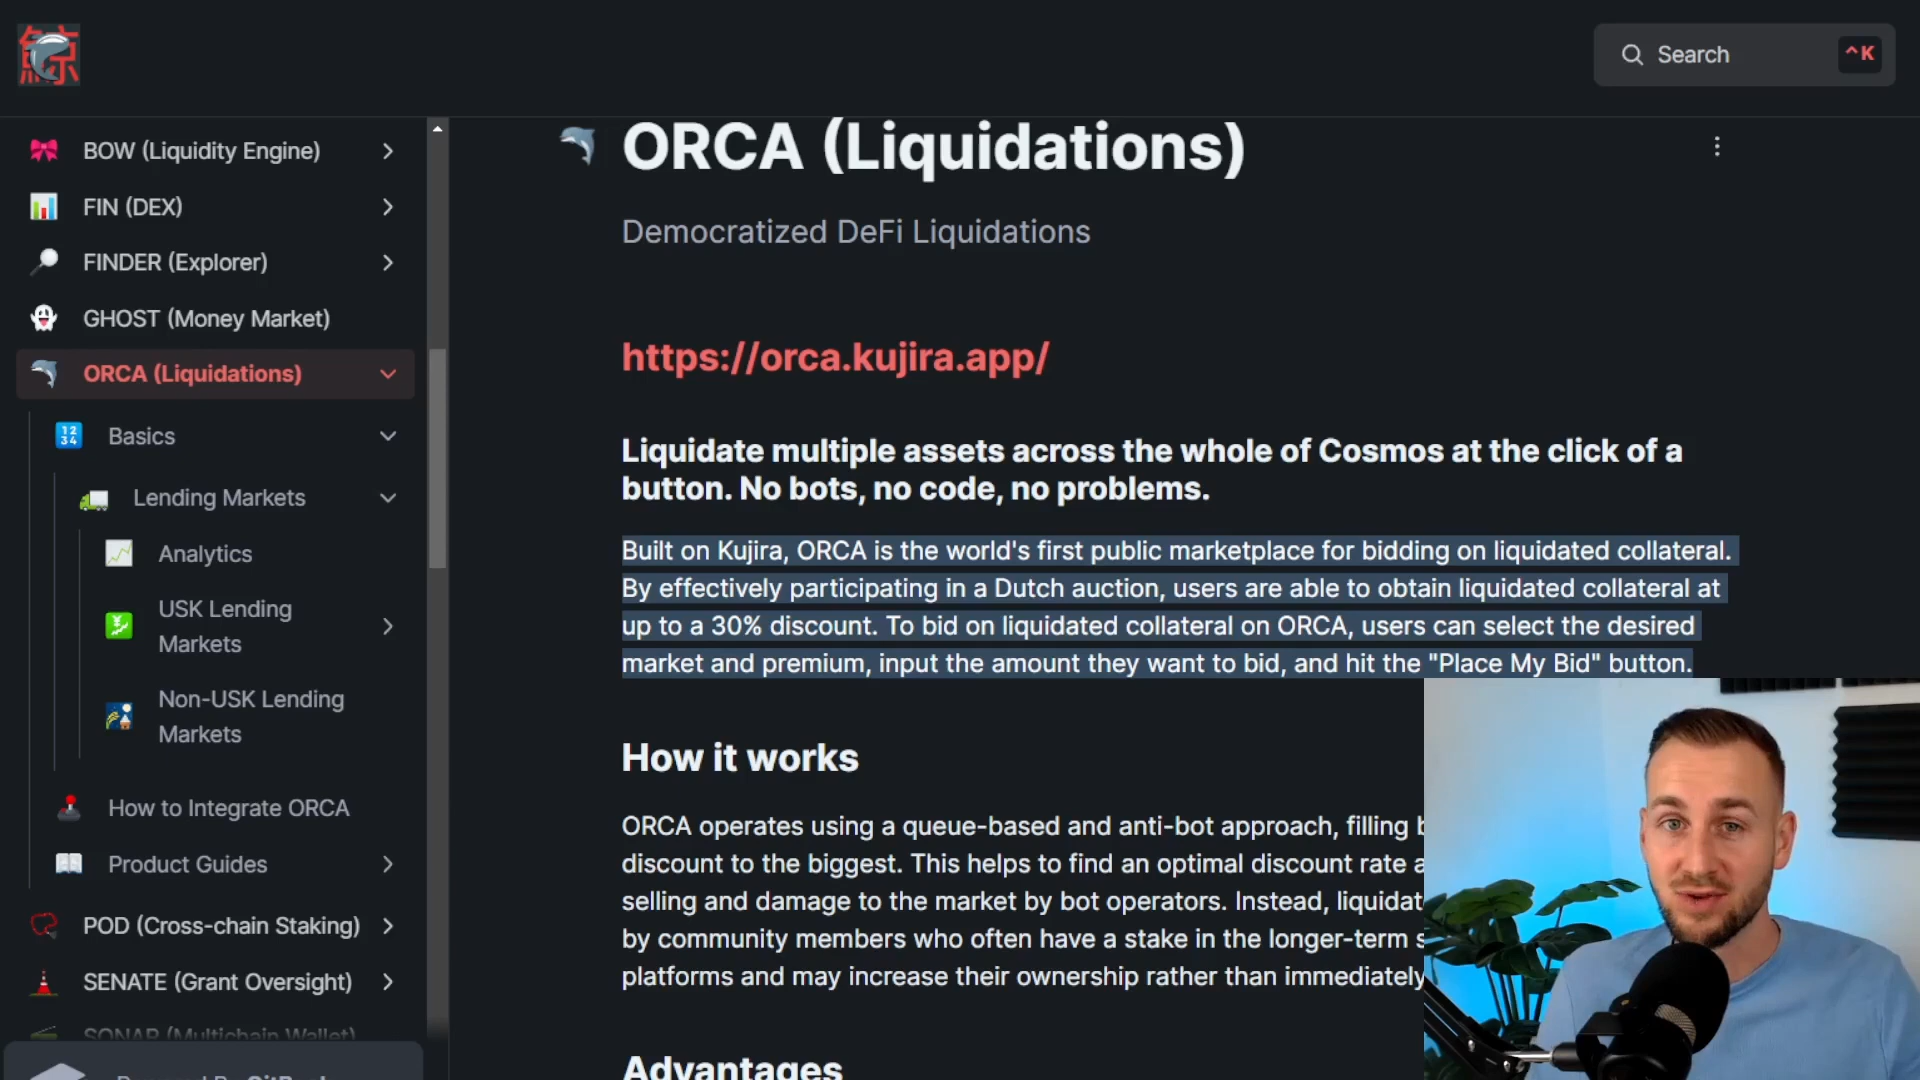 鯨
Search
^K
BOW (Liquidity Engine)
FIN (DEX)
FINDER (Explorer)
GHOST (Money Market)
ORCA (Liquidations)
Basics
Lending Markets
Analytics
USK Lending
Markets
Non-USK Lending
Markets
How to Integrate ORCA
Product Guides
POD (Cross-chain Staking)
SENATE (Grant Oversight)
SONAR (Multichain Wallet)
Powered By GitBook
ORCA (Liquidations)
Democratized DeFi Liquidations
https://orca.kujira.app/
Liquidate multiple assets across the whole of Cosmos at the click of a
button. No bots, no code, no problems.
Built on Kujira, ORCA is the world's first public marketplace for bidding on liquidated collateral.
By effectively participating in a Dutch auction, users are able to obtain liquidated collateral at
up to a 30% discount. To bid on liquidated collateral on ORCA, users can select the desired
market and premium, input the amount they want to bid, and hit the "Place My Bid" button.
How it works
ORCA operates using a queue-based and anti-bot approach, filling
discount to the biggest. This helps to find an optimal discount rate
selling and damage to the market by bot operators. Instead,
by community members who often have a stake in the longer-term
platforms and may increase their ownership rather than immediately
Advantages